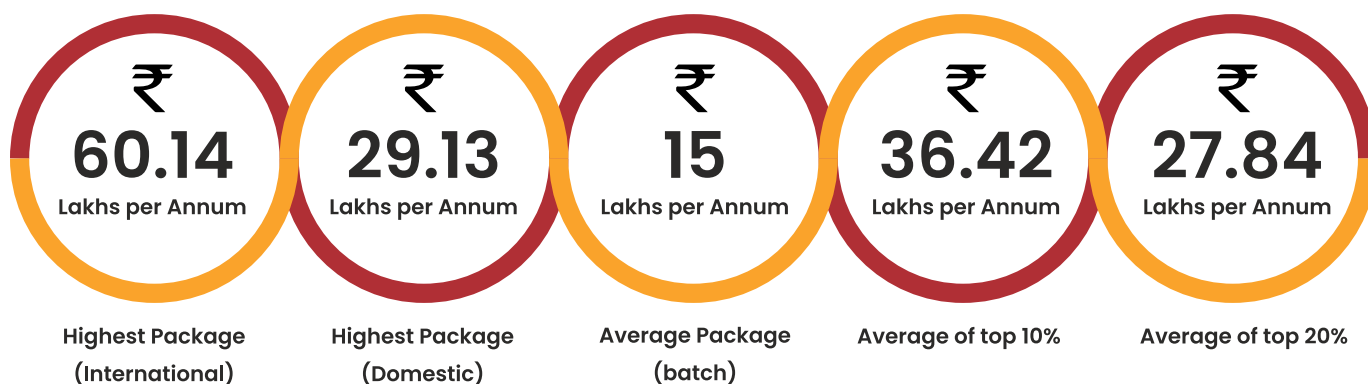 ₹
60.14
Lakhs per Annum
Highest Package
(International)
₹
29.13
Lakhs per Annum
Highest Package
(Domestic)
₹
15
Lakhs per Annum
Average Package
(batch)
₹
36.42
Lakhs per Annum
Average of top 10%
₹
27.84
Lakhs per Annum
Average of top 20%